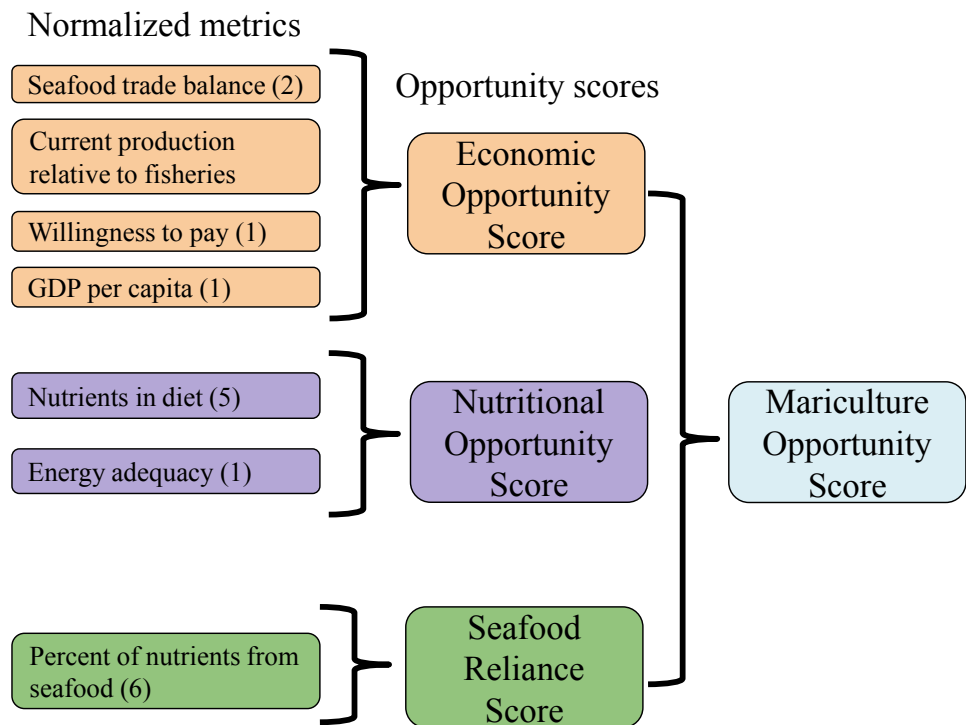 Normalized metrics
Seafood trade balance (2)
Current production
relative to fisheries
Willingness to pay (1)
GDP per capita (1)
Nutrients in diet (5)
Energy adequacy (1)
Percent of nutrients from
seafood (6)
Opportunity scores
Economic
Opportunity
Score
Nutritional
Opportunity
Score
Seafood
Reliance
Score
Mariculture
Opportunity
Score